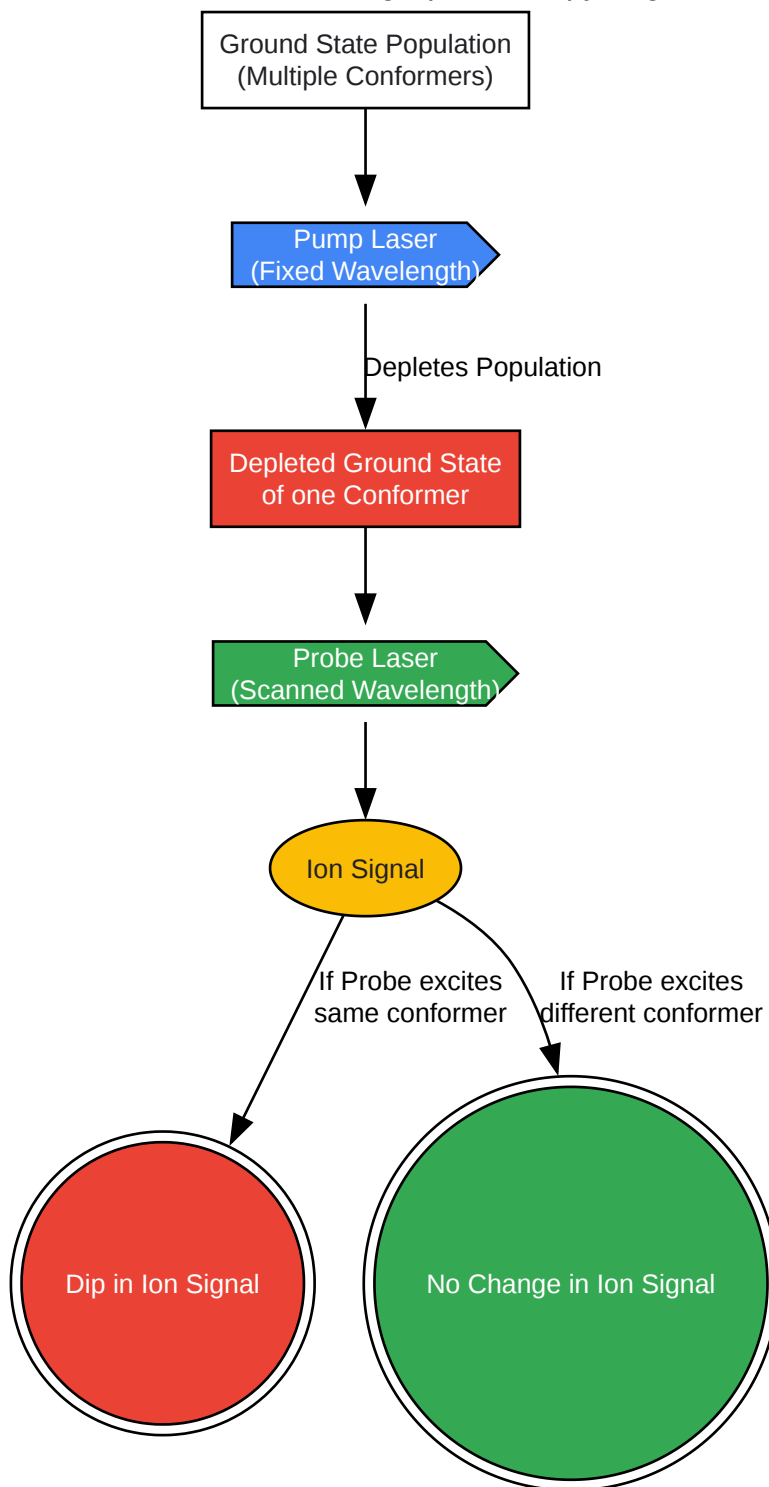 Ground State Population
(Multiple Conformers)
Pump Laser
(Fixed Wavelength)
Depletes Population
Depleted Ground State
of one Conformer
Probe Laser
(Scanned Wavelength)
Ion Signal
If Probe excites
same conformer
If Probe excites
different conformer
Dip in Ion Signal
No Change in Ion Signal